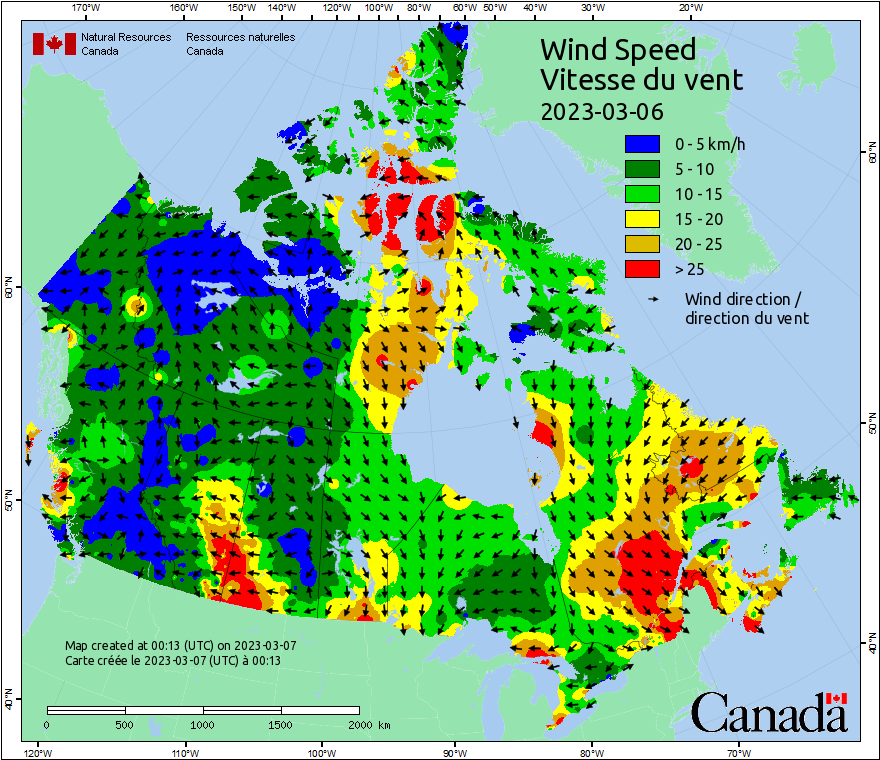 170°W 160°W 150°W 140°W 130°W 120°W 110°W 100°W 90°W 80°W 70°W 60°W 50°W 40°W 30°W 20°W
Natural Resources Canada
Ressources naturelles Canada
Wind Speed
Vitesse du vent
2023-03-06
0 - 5 km/h
5 - 10
10 - 15
15 - 20
20 - 25
> 25
Wind direction /
direction du vent
60°N
60°N
50°N
50°N
40°N
40°N
Map created at 00:13 (UTC) on 2023-03-07
Carte créée le 2023-03-07 (UTC) à 00:13
0 500 1000 1500 2000 km
Canada
120°W 110°W 100°W 90°W 80°W 70°W